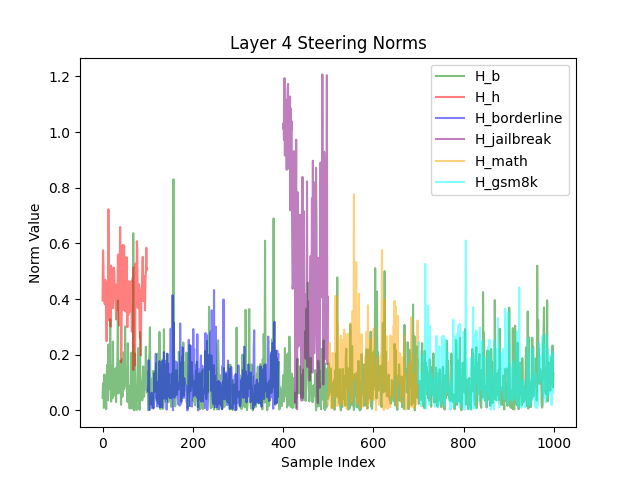 Layer 4 Steering Norms
Norm Value
1.2
1.0
0.8
0.6
0.4
0.2
0.0
H_b
H_h
H_borderline
H_jailbreak
H_math
H_gsm8k
0
200
400
600
800
1000
Sample Index